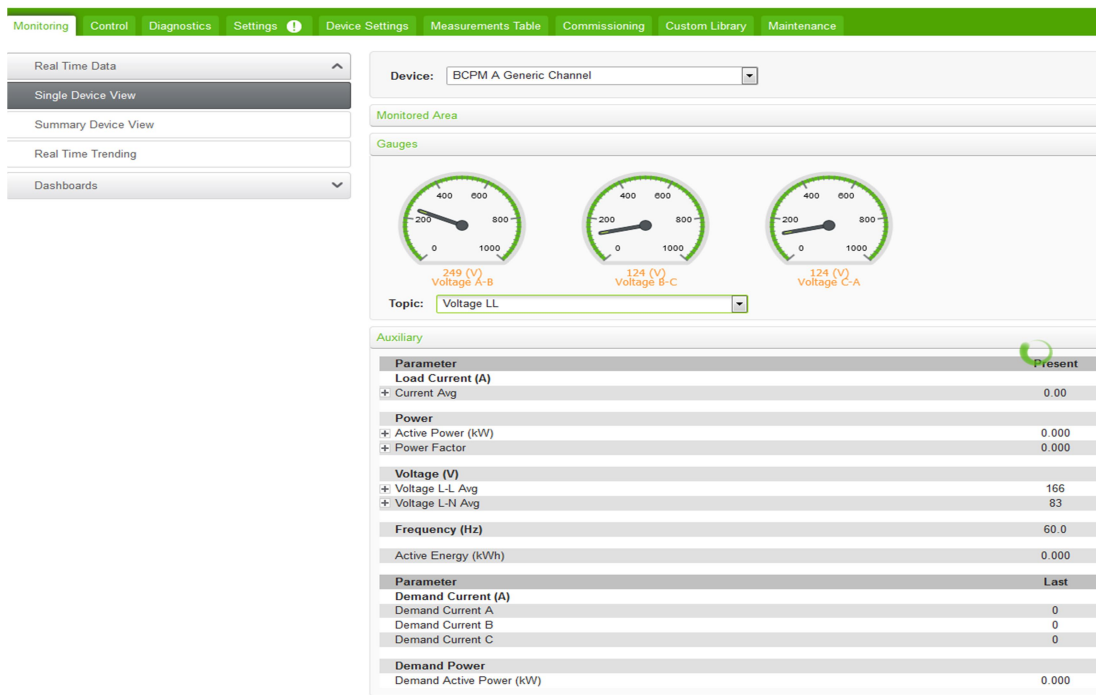 Monitoring Control Diagnostics Settings ! Device Settings Measurements Table Commissioning Custom Library Maintenance
Real Time Data
Single Device View
Summary Device View
Real Time Trending
Dashboards
Device: BCPM A Generic Channel
Monitored Area
Gauges
400 600
200 800
0 1000
249 (V)
Voltage A-B
400 600
200 800
0 1000
124 (V)
Voltage B-C
400 600
200 800
0 1000
124 (V)
Voltage C-A
Topic: Voltage LL
Auxiliary
Parameter Present
Load Current (A)
Current Avg 0.00
Power
Active Power (kW) 0.000
Power Factor 0.000
Voltage (V)
Voltage L-L Avg 166
Voltage L-N Avg 83
Frequency (Hz) 60.0
Active Energy (kWh) 0.000
Parameter Last
Demand Current (A)
Demand Current A 0
Demand Current B 0
Demand Current C 0
Demand Power
Demand Active Power (kW) 0.000